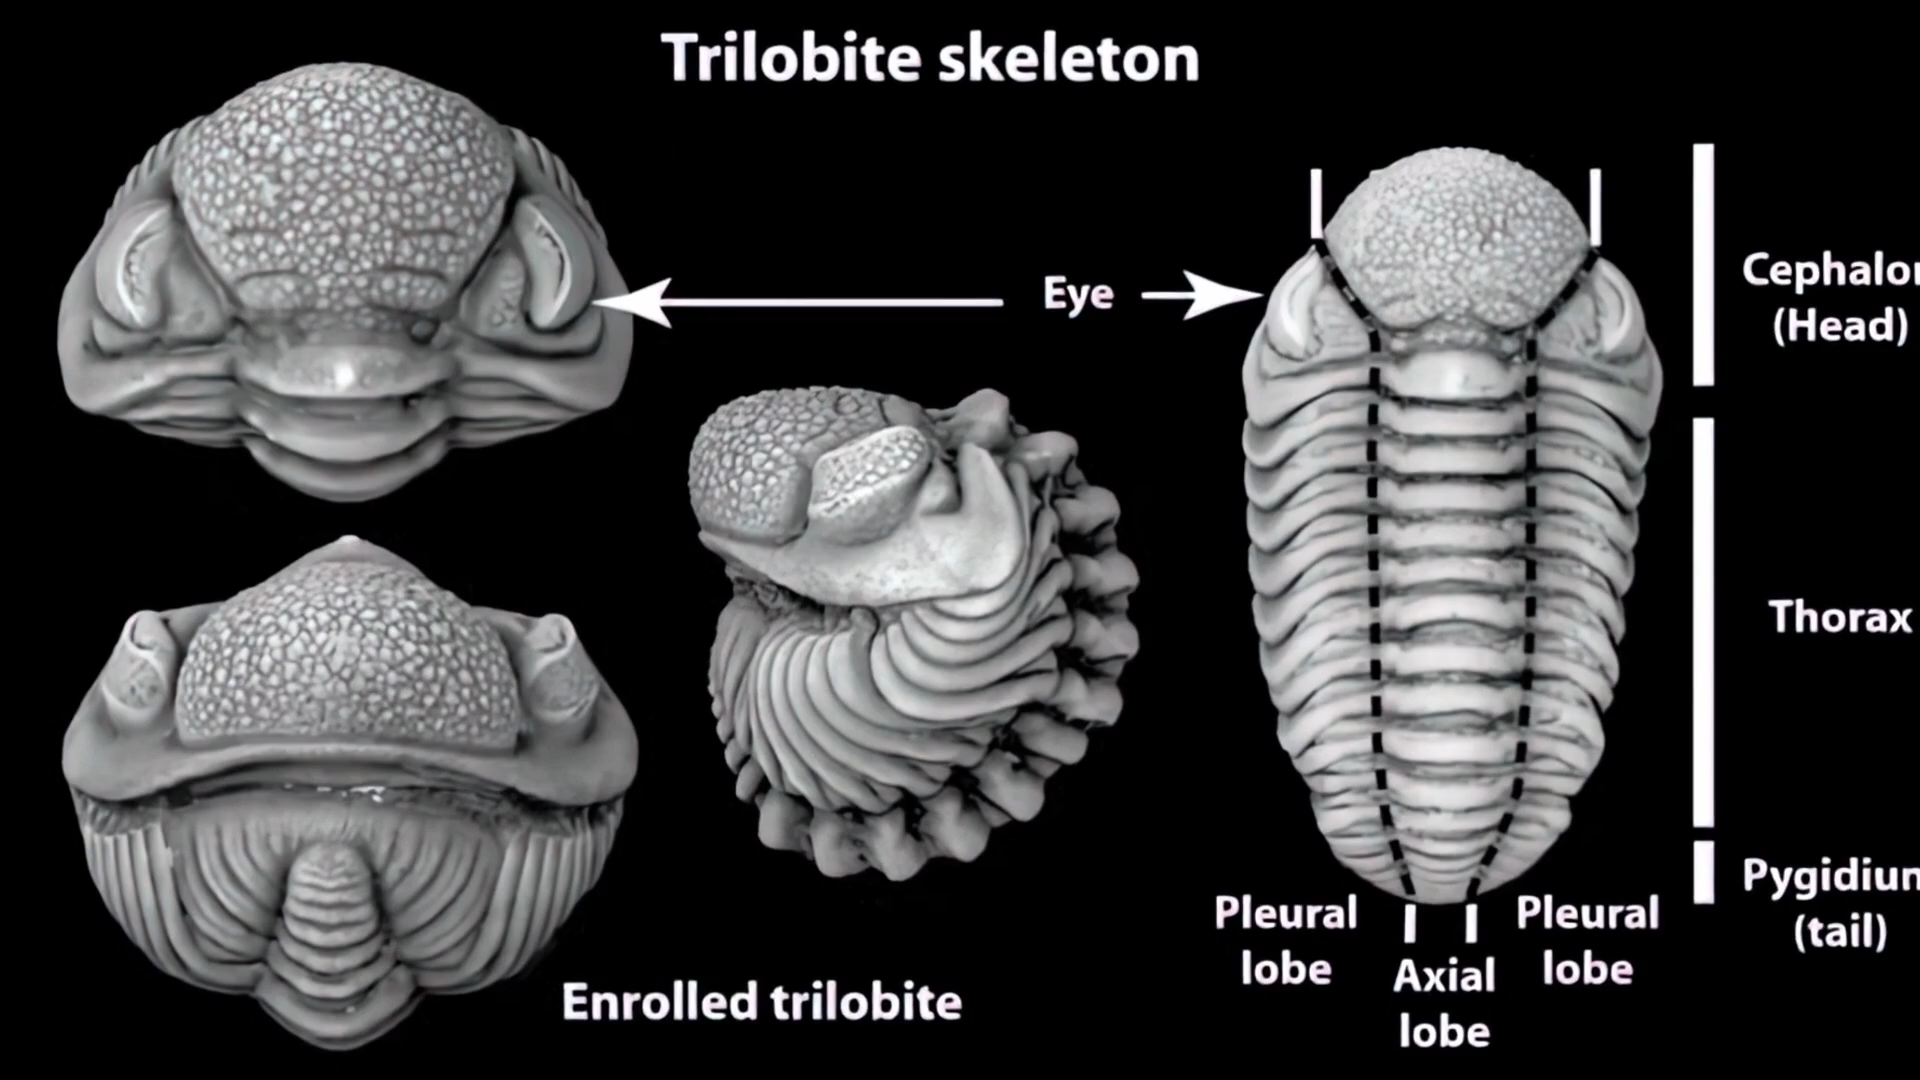 Trilobite skeleton
Eye
Cephalon
(Head)
Thorax
Pygidium
(tail)
Pleural
lobe
Axial
lobe
Pleural
lobe
Enrolled trilobite